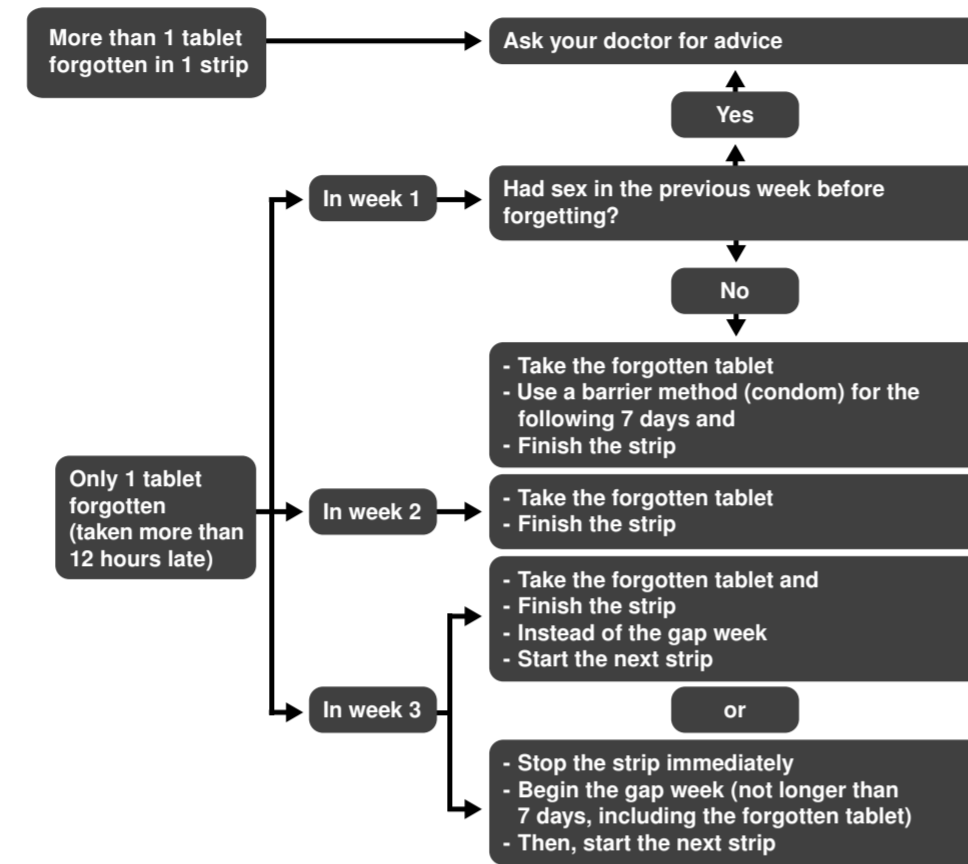 More than 1 tablet
forgotten in 1 strip
Ask your doctor for advice
Yes
In week 1
Had sex in the previous week before
forgetting?
No
- Take the forgotten tablet
- Use a barrier method (condom) for the
following 7 days and
- Finish the strip
Only 1 tablet
forgotten
(taken more than
12 hours late)
In week 2
- Take the forgotten tablet
- Finish the strip
- Take the forgotten tablet and
- Finish the strip
- Instead of the gap week
- Start the next strip
In week 3
or
- Stop the strip immediately
- Begin the gap week (not longer than
7 days, including the forgotten tablet)
- Then, start the next strip